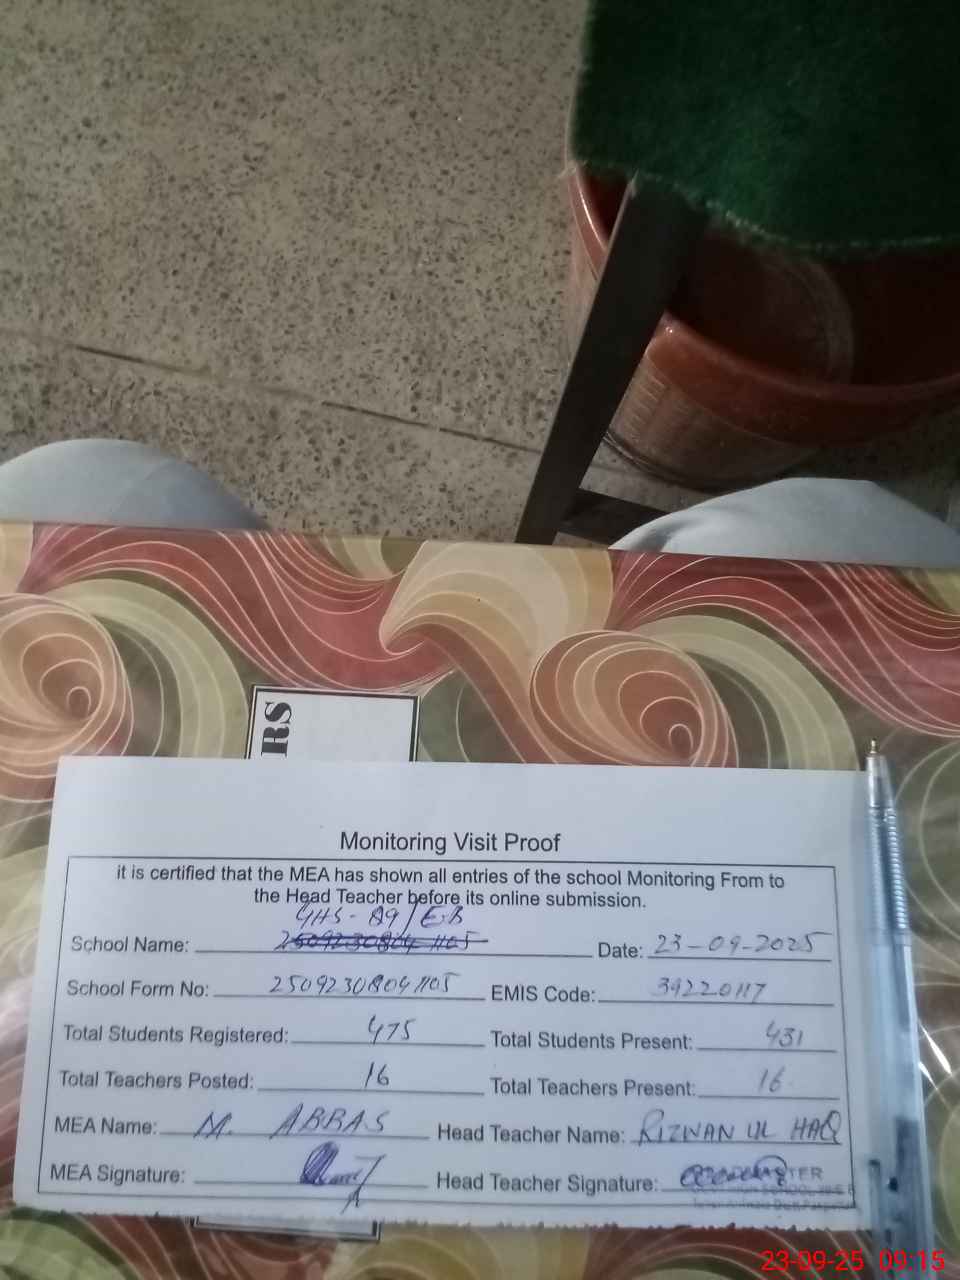 RS
Monitoring Visit Proof
it is certified that the MEA has shown all entries of the school Monitoring From to
the Head Teacher before its online submission.
GHS - 89/E.B
School Name: Date: 23-09-2025
School Form No: 25092308041105 EMIS Code: 39220117
Total Students Registered: 475 Total Students Present: 431
Total Teachers Posted: 16 Total Teachers Present: 16
MEA Name: M. ABBAS Head Teacher Name: RIZWAN UL HAQ
MEA Signature: Head Teacher Signature:
HEADMASTER
23-09-25 09:15